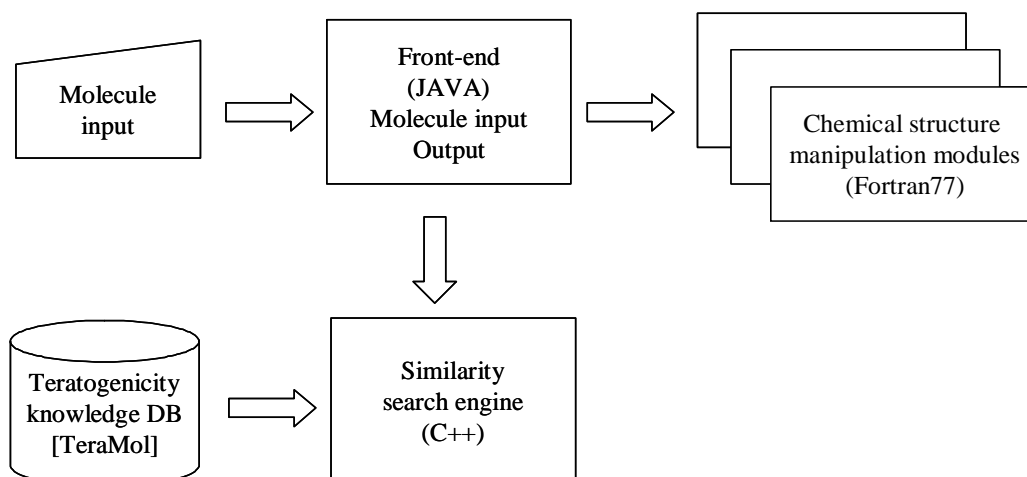 Molecule
input
Front-end
(JAVA)
Molecule input
Output
Chemical structure
manipulation modules
(Fortran77)
Teratogenicity
knowledge DB
[TeraMol]
Similarity
search engine
(C++)